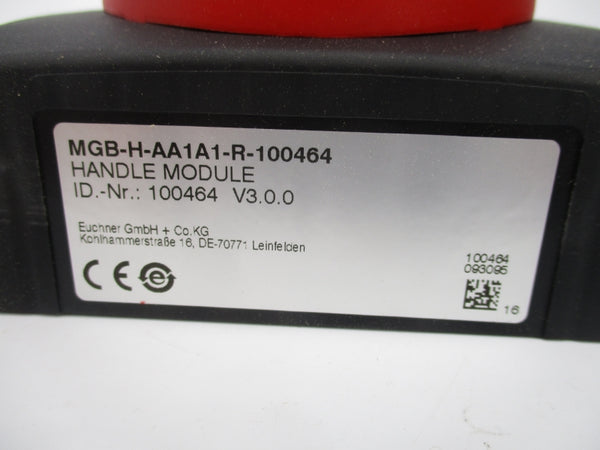 MGB-H-AA1A1-R-100464
HANDLE MODULE
ID.-Nr.: 100464 V3.0.0
Euchner GmbH + Co.KG
Kohlhammerstraße 16, DE-70771 Leinfelden
CE e
100464
093095
16